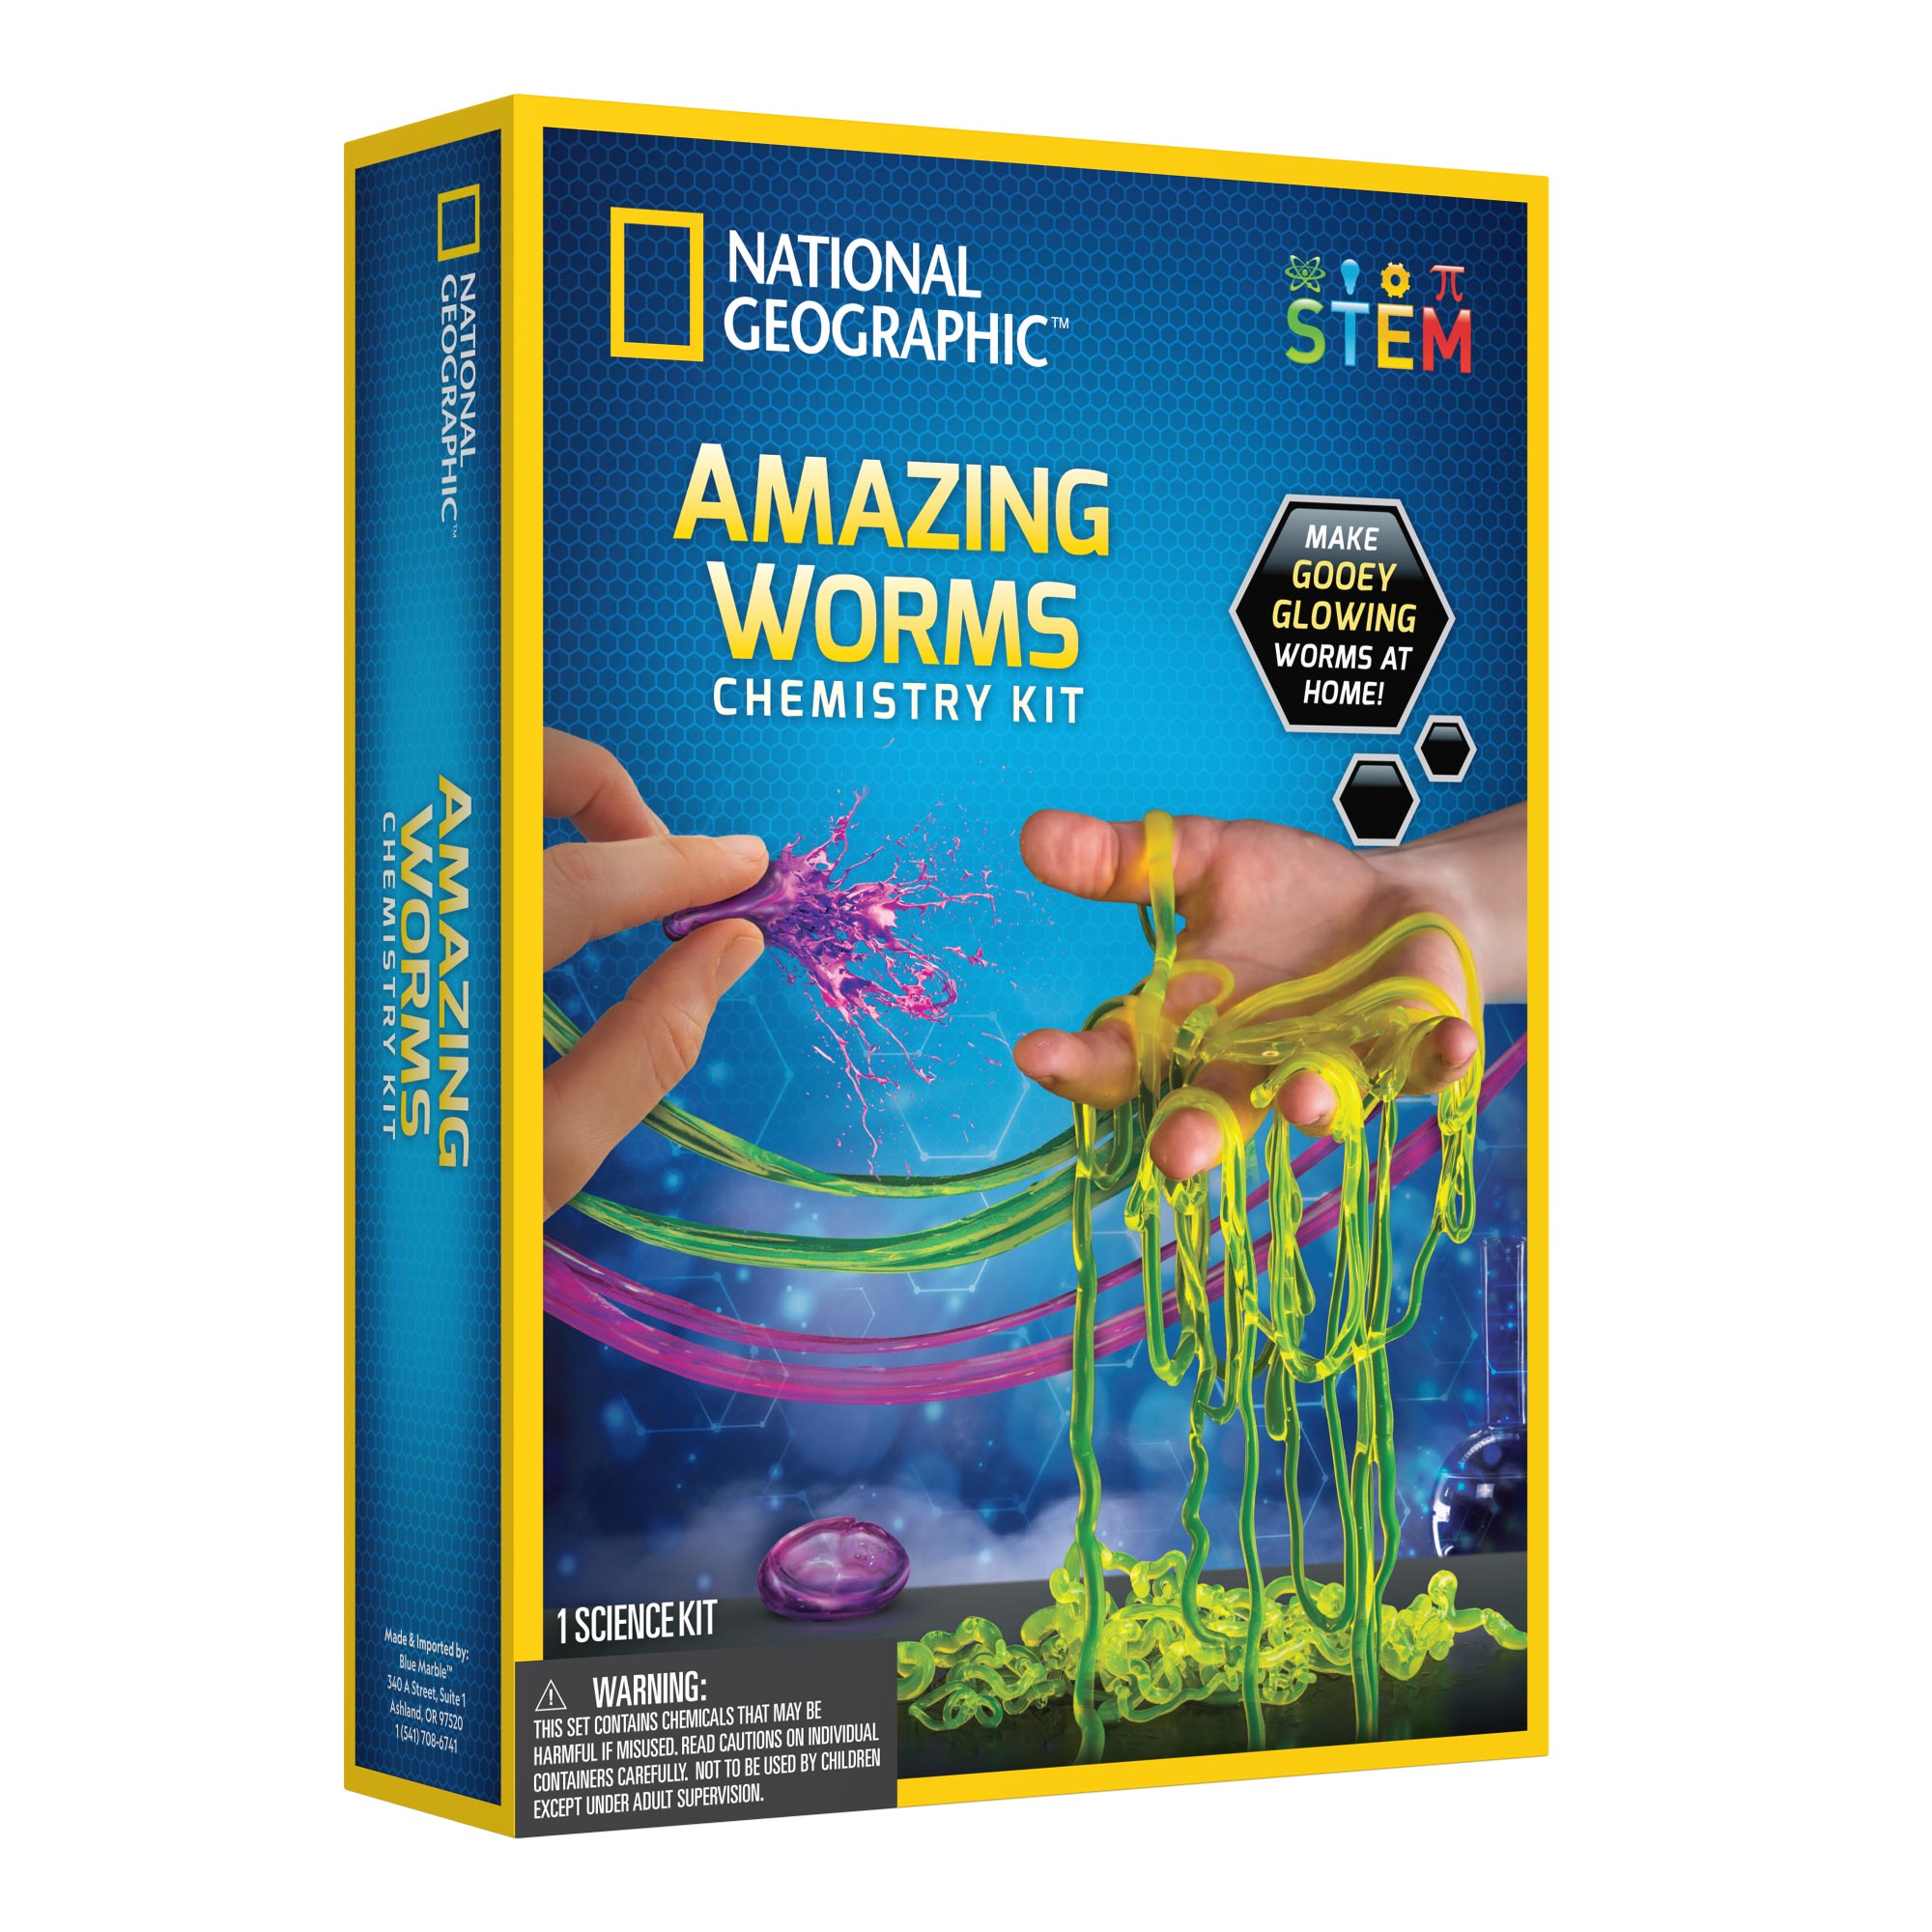 NATIONAL
GEOGRAPHIC™
AMAZING
WORMS
CHEMISTRY KIT
Made & Imported by:
Blue Marble™
340 A Street, Suite 1
Ashland, OR 97520
1 (541) 708-6741
NATIONAL
GEOGRAPHIC™
STEM
AMAZING
WORMS
CHEMISTRY KIT
MAKE
GOOEY
GLOWING
WORMS AT
HOME!
1 SCIENCE KIT
WARNING:
THIS SET CONTAINS CHEMICALS THAT MAY BE
HARMFUL IF MISUSED. READ CAUTIONS ON INDIVIDUAL
CONTAINERS CAREFULLY. NOT TO BE USED BY CHILDREN
EXCEPT UNDER ADULT SUPERVISION.